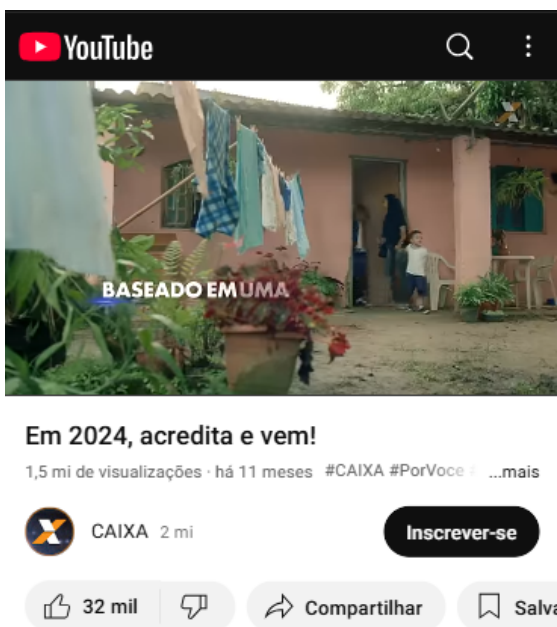 YouTube
BASEADO EM UMA
Em 2024, acredita e vem!
1,5 mi de visualizações · há 11 meses #CAIXA #PorVoce ...mais
CAIXA 2 mi
Inscrever-se
32 mil
Compartilhar
Salva